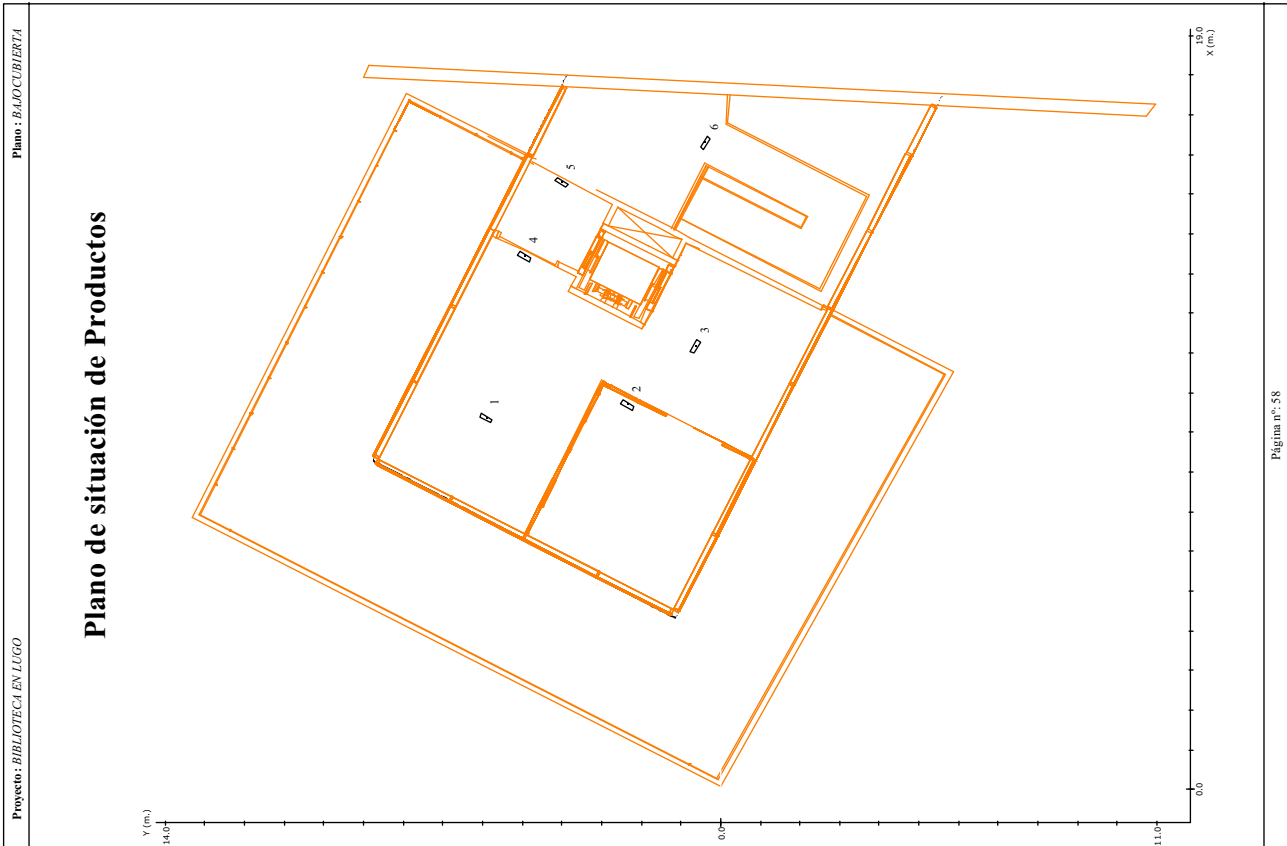 Proyecto : BIBLIOTECA EN LUGO
Plano : BAJOCUBIERTA
Plano de situación de Productos
Y (m.)
14.0
0.0
11.0
1
2
3
4
5
6
0.0
19.0
X (m.)
Página nº: 58